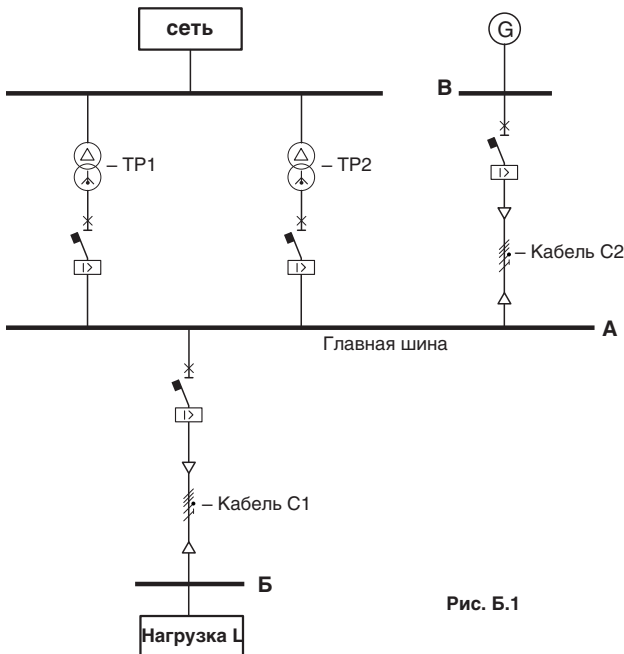 сеть
G
В
– ТР1
– ТР2
I>
I>
I>
– Кабель С2
А
Главная шина
I>
– Кабель С1
Б
Рис. Б.1
Нагрузка L